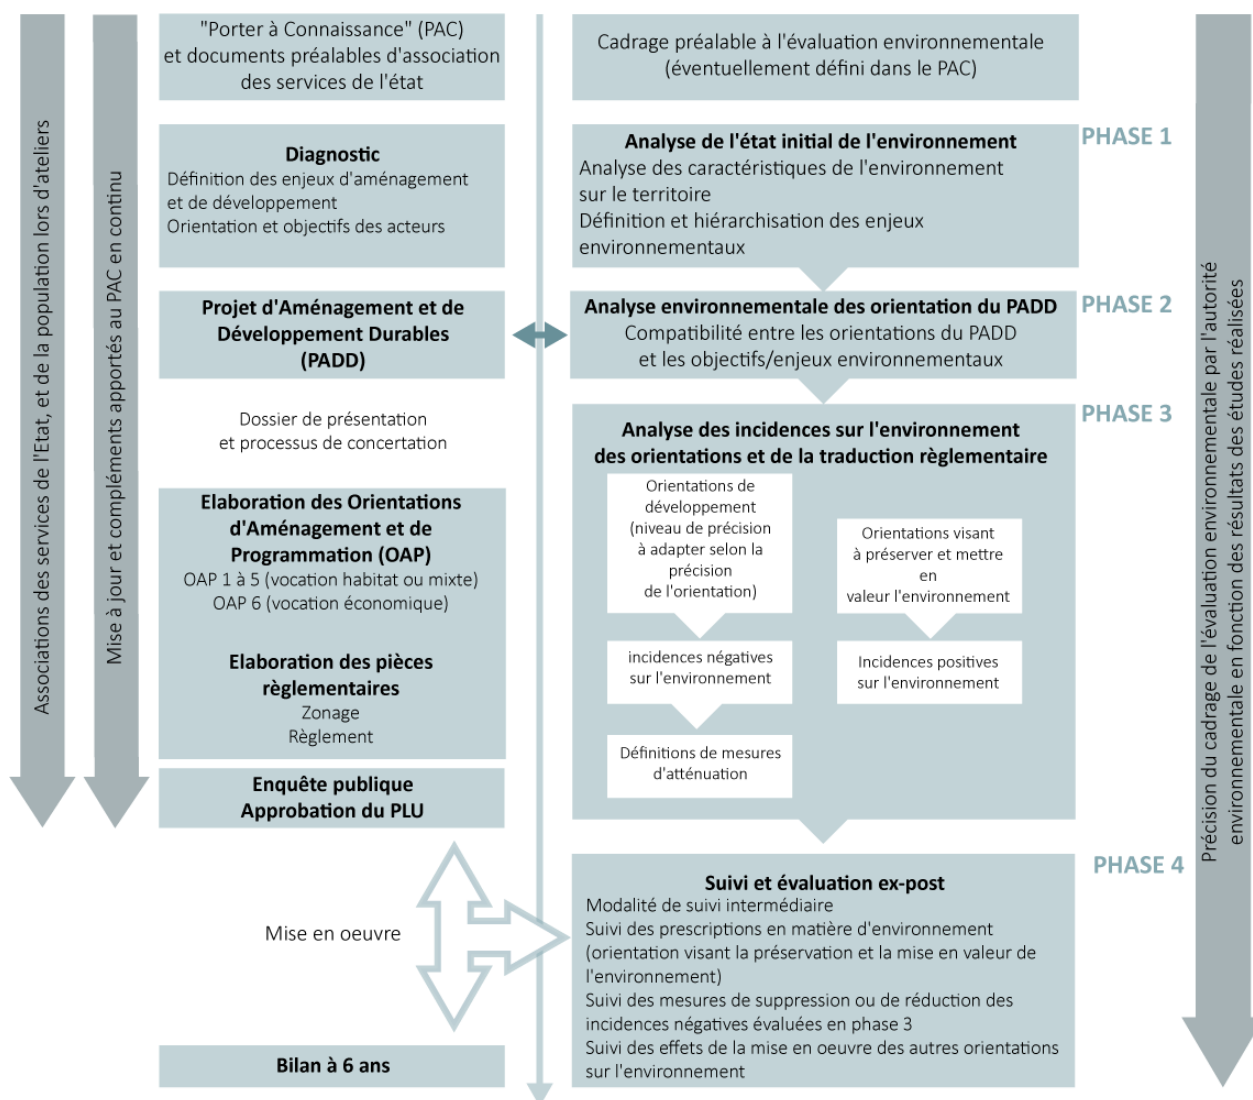 "Porter à Connaissance" (PAC)
et documents préalables d'association
des services de l'état
Cadrage préalable à l'évaluation environnementale
(éventuellement défini dans le PAC)
Associations des services de l'Etat, et de la population lors d'ateliers
Mise à jour et compléments apportés au PAC en continu
Diagnostic
Définition des enjeux d'aménagement
et de développement
Orientation et objectifs des acteurs
PHASE 1
Analyse de l'état initial de l'environnement
Analyse des caractéristiques de l'environnement
sur le territoire
Définition et hiérarchisation des enjeux
environnementaux
Projet d'Aménagement et de
Développement Durables
(PADD)
PHASE 2
Analyse environnementale des orientation du PADD
Compatibilité entre les orientations du PADD
et les objectifs/enjeux environnementaux
Dossier de présentation
et processus de concertation
PHASE 3
Analyse des incidences sur l'environnement
des orientations et de la traduction règlementaire
Orientations de
développement
(niveau de précision
à adapter selon la
précision
de l'orientation)
Orientations visant
à préserver et mettre
en
valeur l'environnement
incidences négatives
sur l'environnement
Incidences positives
sur l'environnement
Définitions de mesures
d'atténuation
Elaboration des Orientations
d'Aménagement et de
Programmation (OAP)
OAP 1 à 5 (vocation habitat ou mixte)
OAP 6 (vocation économique)
Elaboration des pièces
règlementaires
Zonage
Règlement
Enquête publique
Approbation du PLU
Mise en oeuvre
PHASE 4
Suivi et évaluation ex-post
Modalité de suivi intermédiaire
Suivi des prescriptions en matière d'environnement
(orientation visant la préservation et la mise en valeur de
l'environnement)
Suivi des mesures de suppression ou de réduction des
incidences négatives évaluées en phase 3
Suivi des effets de la mise en oeuvre des autres orientations
sur l'environnement
Bilan à 6 ans
Précision du cadrage de l'évaluation environnementale par l'autorité
environnementale en fonction des résultats des études réalisées